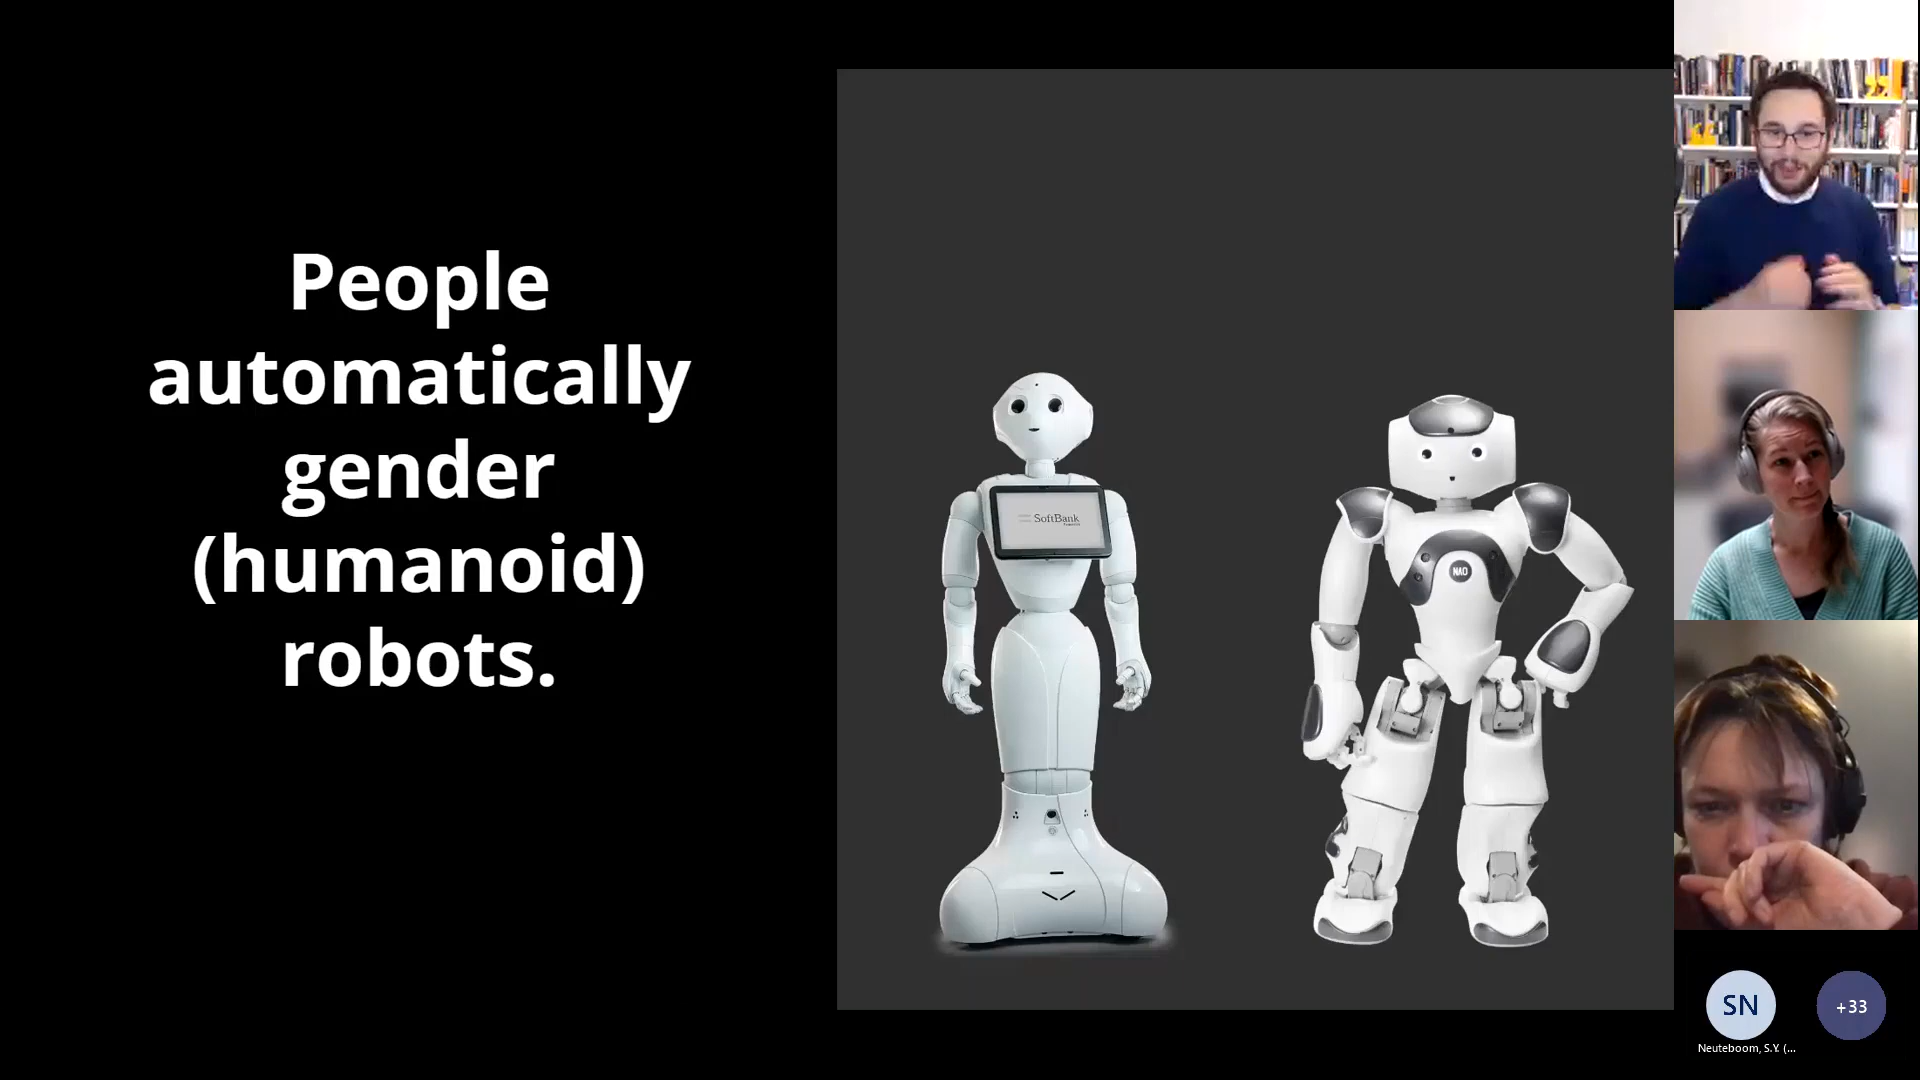 People
automatically
gender
(humanoid)
robots.
SoftBank
NAO
SN
+33
Neuteboom, S.Y. (...